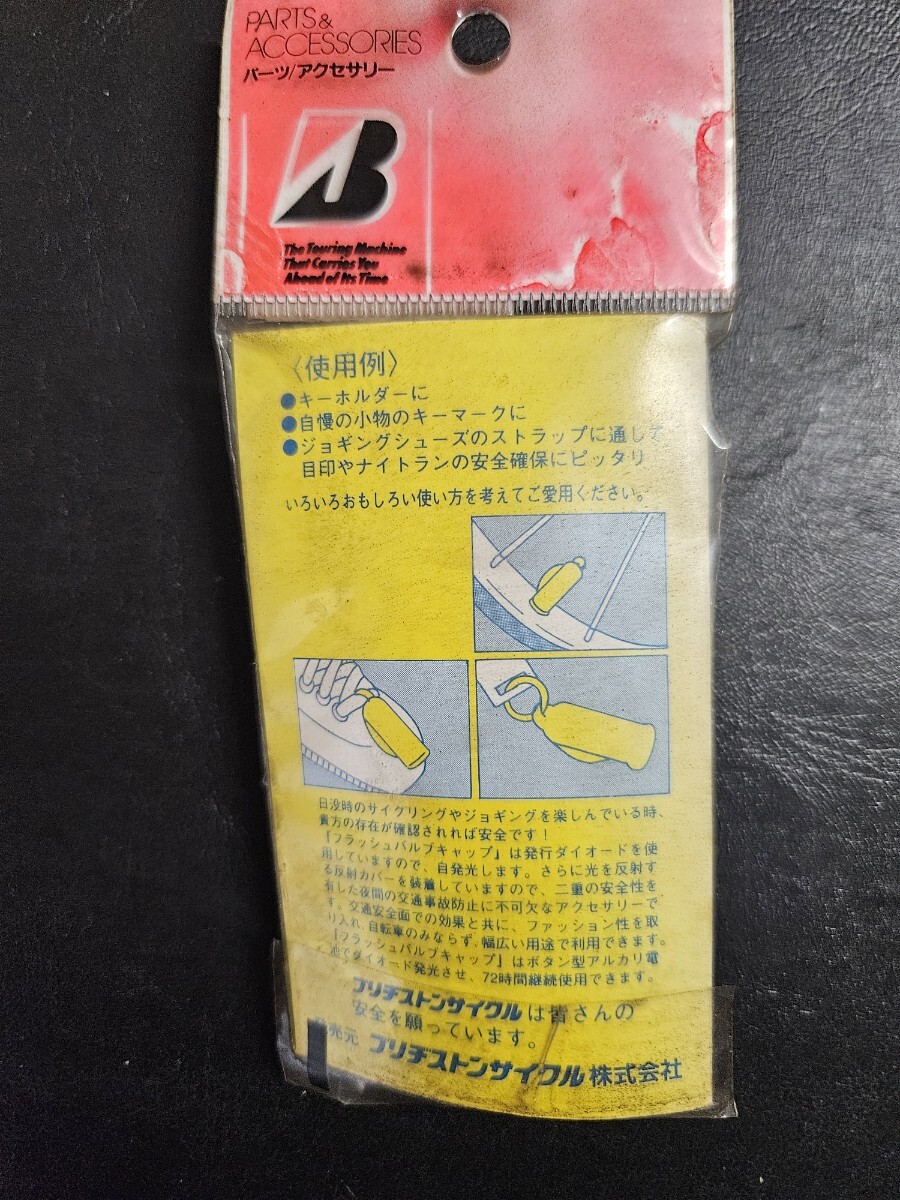 PARTS&
ACCESSORIES
パーツ/アクセサリー
The Touring Machine
That Carries You
Ahead of Its Time
〈使用例〉
●キーホルダーに
●自慢の小物のキーマークに
●ジョギングシューズのストラップに通して
目印やナイトランの安全確保にピッタリ
いろいろおもしろい使い方を考えてご愛用ください。
日没時のサイクリングやジョギングを楽しんでいる時、
貴方の存在が確認されれば安全です!
「フラッシュバルブキャップ」は発行ダイオードを使
用していますので、自発光します。さらに光を反射す
る反射カバーを装着していますので、二重の安全性を
有した夜間の交通事故防止に不可欠なアクセサリーで
す。交通安全面での効果と共に、ファッション性を取
り入れ、自転車のみならず、幅広い用途で利用できます。
「フラッシュバルブキャップ」はボタン型アルカリ電
池でダイオード発光させ、72時間継続使用できます。
ブリヂストンサイクルは皆さんの
安全を願っています。
発売元 ブリヂストンサイクル株式会社